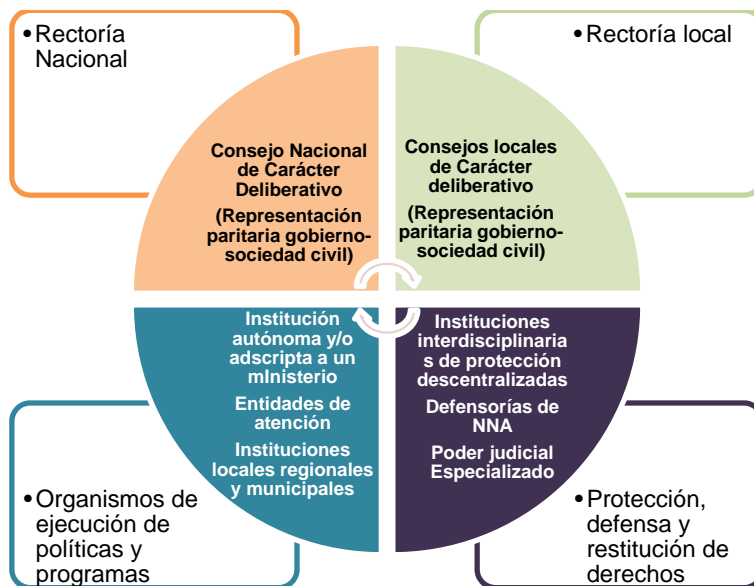 •Rectoría
Nacional
•Rectoría local
Consejo Nacional
de Carácter
Deliberativo
(Representación
paritaria gobierno-
sociedad civil)
Consejos locales
de Carácter
deliberativo
(Representación
paritaria gobierno-
sociedad civil)
Institución
autónoma y/o
adscripta a un
mInisterio
Entidades de
atención
Instituciones
locales regionales
y municipales
Instituciones
interdisciplinaria
s de protección
descentralizadas
Defensorías de
NNA
Poder judicial
Especializado
•Organismos de
ejecución de
políticas y
programas
•Protección,
defensa y
restitución de
derechos